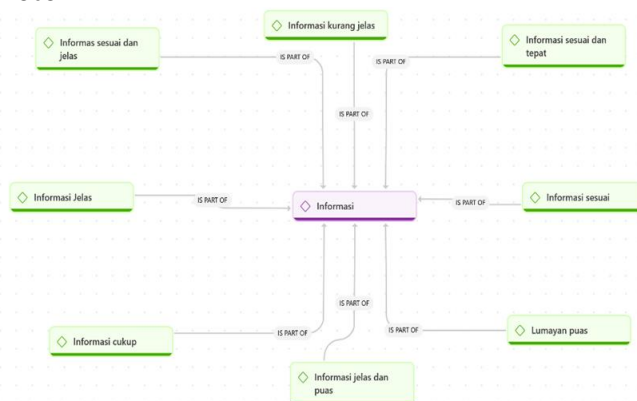 Informasi kurang jelas
Informas sesuai dan
jelas
Informasi sesuai dan
tepat
IS PART OF
IS PART OF
IS PART OF
Informasi Jelas
IS PART OF
Informasi
IS PART OF
Informasi sesuai
IS PART OF
Informasi cukup
IS PART OF
IS PART OF
Lumayan puas
Informasi jelas dan
puas